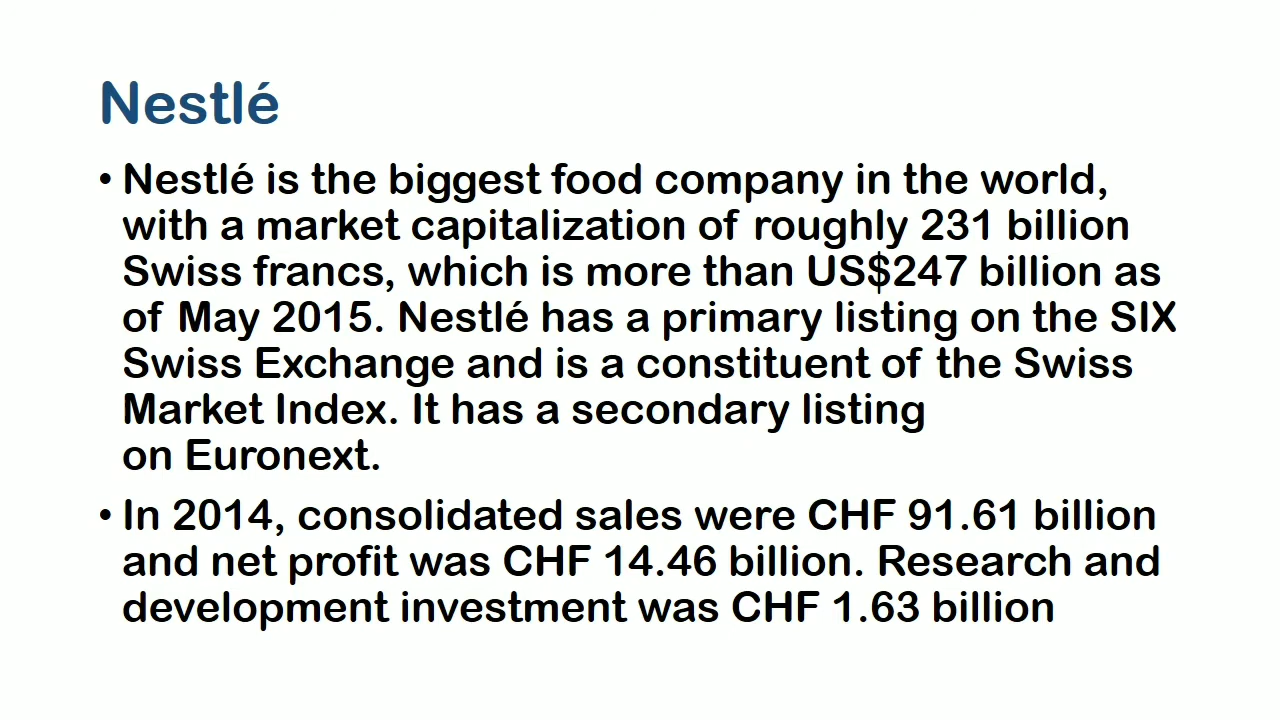 Nestlé
• Nestlé is the biggest food company in the world,
with a market capitalization of roughly 231 billion
Swiss francs, which is more than US$247 billion as
of May 2015. Nestlé has a primary listing on the SIX
Swiss Exchange and is a constituent of the Swiss
Market Index. It has a secondary listing
on Euronext.
• In 2014, consolidated sales were CHF 91.61 billion
and net profit was CHF 14.46 billion. Research and
development investment was CHF 1.63 billion